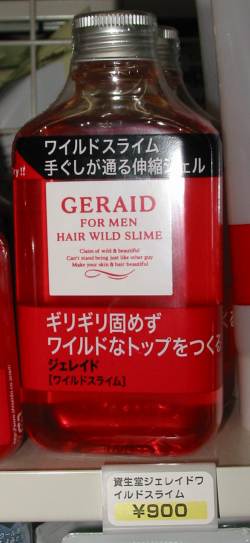 ワイルドスライム
手ぐしが通る伸縮ジェル
GERAID
FOR MEN
HAIR WILD SLIME
Claim of wild & beautiful
Can't stand being just like other guy
Make your skin & hair beautiful
ギリギリ固めず
ワイルドなトップをつくる
ジェレイド
[ワイルドスライム]
資生堂ジェレイドワ
イルドスライム
¥900